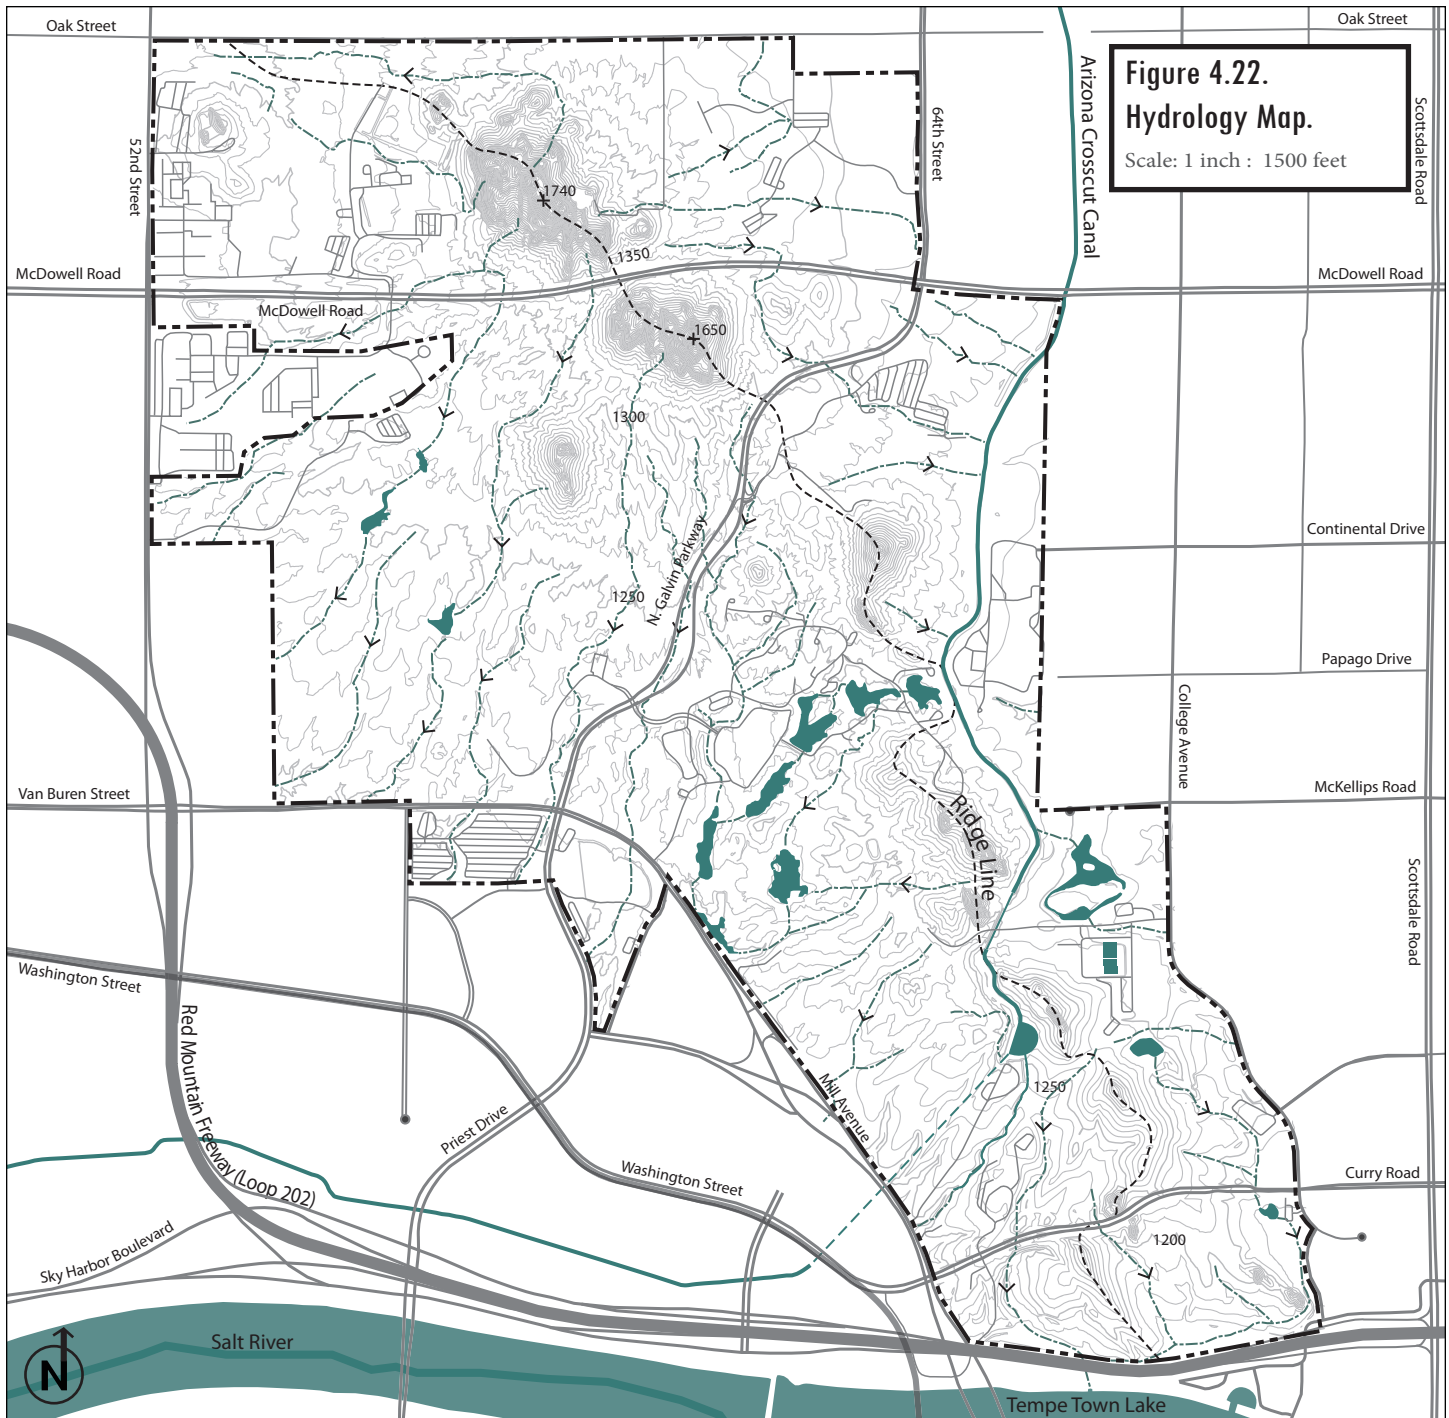 Oak Street
Oak Street
Figure 4.22.
Hydrology Map.
Scale: 1 inch : 1500 feet
Arizona Crosscut Canal
64th Street
Scottsdale Road
52nd Street
1740
1350
McDowell Road
McDowell Road
McDowell Road
1650
1300
Continental Drive
N. Galvin Parkway
1250
Papago Drive
College Avenue
McKellips Road
Van Buren Street
Ridge Line
Scottsdale Road
Washington Street
Red Mountain Freeway (Loop 202)
Mill Avenue
1250
Priest Drive
Washington Street
Curry Road
Sky Harbor Boulevard
1200
Salt River
N
Tempe Town Lake